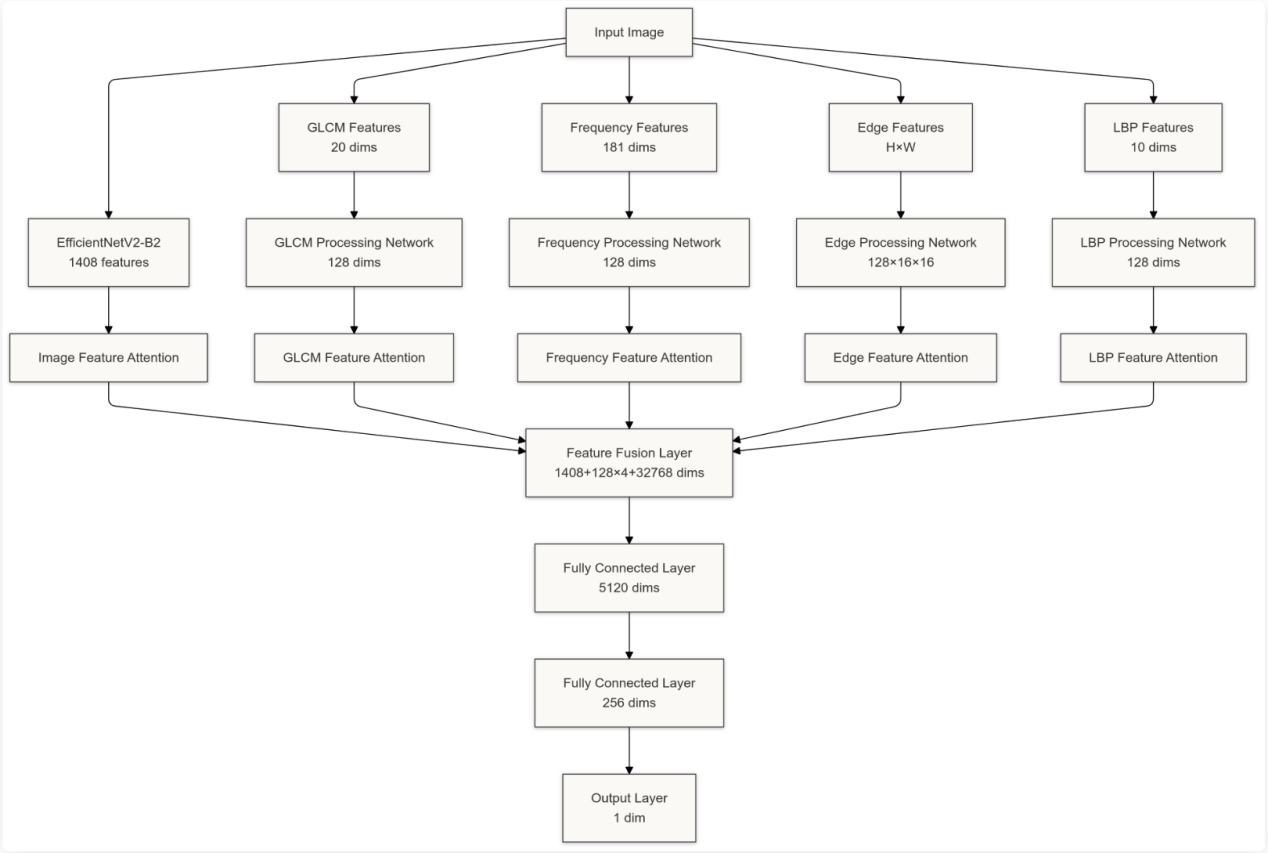 Input Image
GLCM Features
20 dims
Frequency Features
181 dims
Edge Features
H×W
LBP Features
10 dims
EfficientNetV2-B2
1408 features
GLCM Processing Network
128 dims
Frequency Processing Network
128 dims
Edge Processing Network
128×16×16
LBP Processing Network
128 dims
Image Feature Attention
GLCM Feature Attention
Frequency Feature Attention
Edge Feature Attention
LBP Feature Attention
Feature Fusion Layer
1408+128×4+32768 dims
Fully Connected Layer
5120 dims
Fully Connected Layer
256 dims
Output Layer
1 dim